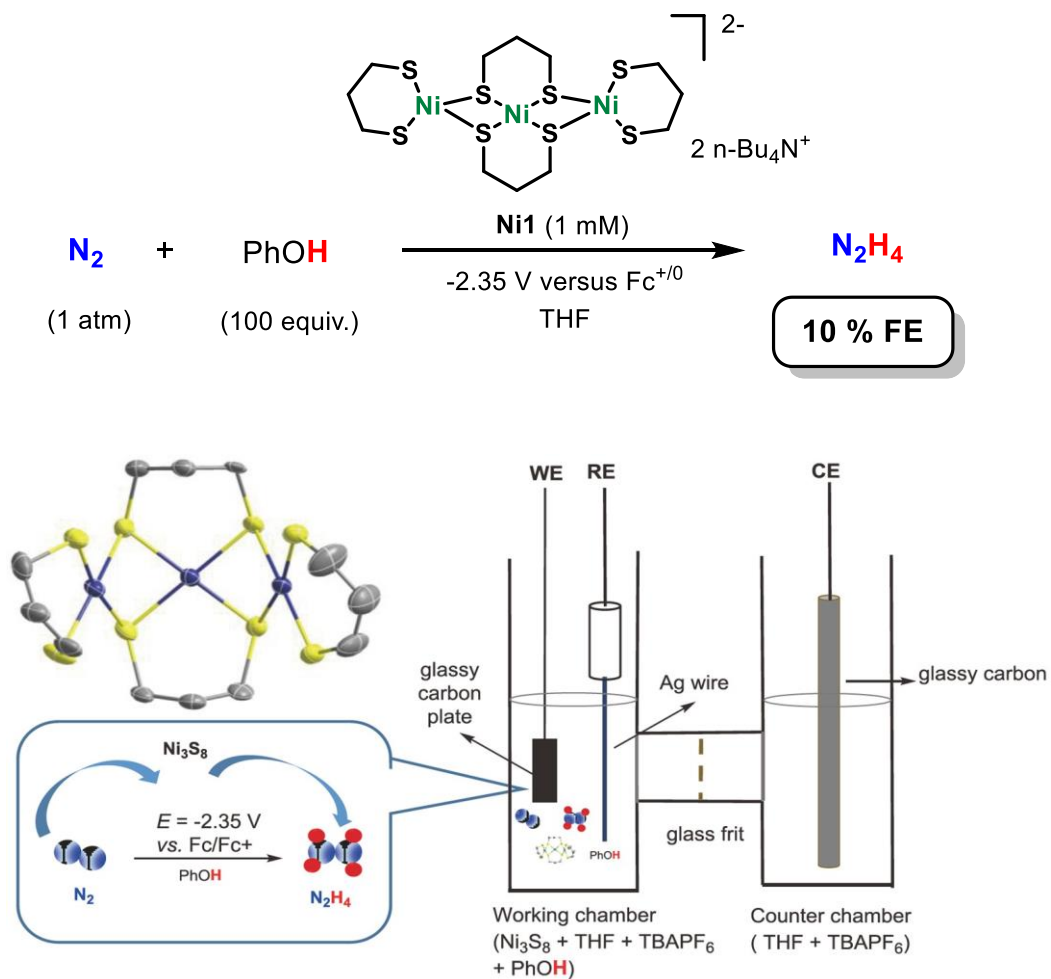 2-
S
S
S
S
Ni
Ni
Ni
S
S
S
S
2 n-Bu₄N⁺
Ni1 (1 mM)
N₂ + PhOH
N₂H₄
-2.35 V versus Fc⁺/⁰
(1 atm)
(100 equiv.)
THF
10 % FE
WE
RE
CE
glassy
carbon
plate
Ag wire
glassy carbon
Ni₃S₈
E = -2.35 V
vs. Fc/Fc+
PhOH
N₂
N₂H₄
PhOH
glass frit
Working chamber
(Ni₃S₈ + THF + TBAPF₆
+ PhOH)
Counter chamber
( THF + TBAPF₆)